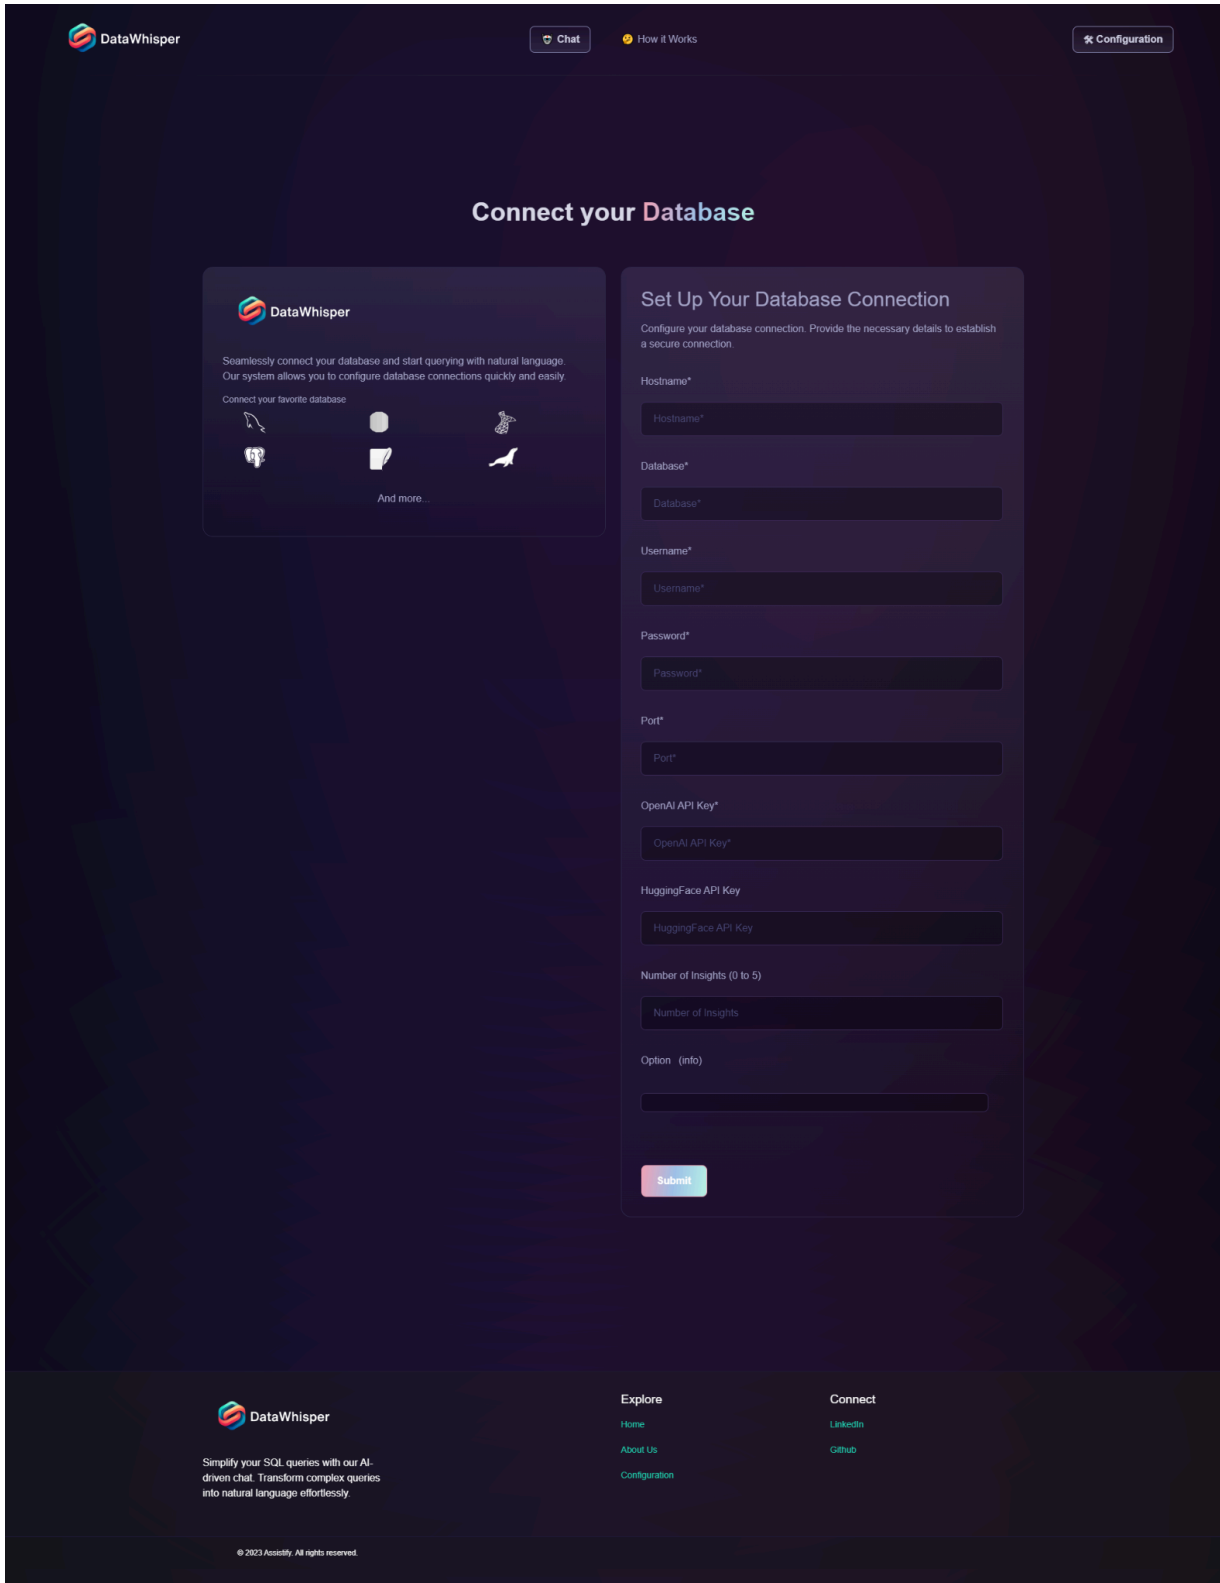 DataWhisper
Chat
How it Works
Configuration
Connect your Database
DataWhisper
Seamlessly connect your database and start querying with natural language.
Our system allows you to configure database connections quickly and easily.
Connect your favorite database
And more...
Set Up Your Database Connection
Configure your database connection. Provide the necessary details to establish
a secure connection.
Hostname*
Hostname*
Database*
Database*
Username*
Username*
Password*
Password*
Port*
Port*
OpenAI API Key*
OpenAI API Key*
HuggingFace API Key
HuggingFace API Key
Number of Insights (0 to 5)
Number of Insights
Option (info)
Submit
DataWhisper
Simplify your SQL queries with our AI-
driven chat. Transform complex queries
into natural language effortlessly.
Explore
Home
About Us
Configuration
Connect
LinkedIn
Github
© 2023 Assistify. All rights reserved.